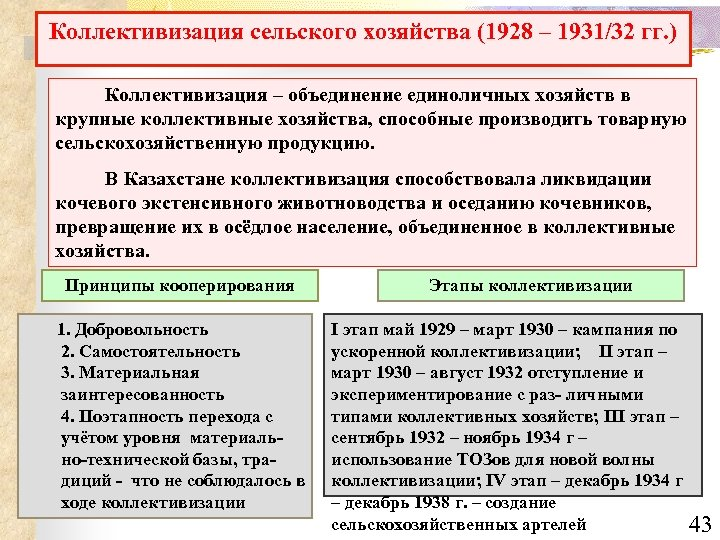 Коллективизация сельского хозяйства (1928 – 1931/32 гг. )
Коллективизация – объединение единоличных хозяйств в
крупные коллективные хозяйства, способные производить товарную
сельскохозяйственную продукцию.
В Казахстане коллективизация способствовала ликвидации
кочевого экстенсивного животноводства и оседанию кочевников,
превращение их в осёдлое население, объединенное в коллективные
хозяйства.
Принципы кооперирования
1. Добровольность
2. Самостоятельность
3. Материальная
заинтересованность
4. Поэтапность перехода с
учётом уровня материаль-
но-технической базы, тра-
диций - что не соблюдалось в
ходе коллективизации
Этапы коллективизации
I этап май 1929 – март 1930 – кампания по
ускоренной коллективизации; II этап –
март 1930 – август 1932 отступление и
экспериментирование с раз- личными
типами коллективных хозяйств; III этап –
сентябрь 1932 – ноябрь 1934 г –
использование ТОЗов для новой волны
коллективизации; IV этап – декабрь 1934 г
– декабрь 1938 г. – создание
сельскохозяйственных артелей
43